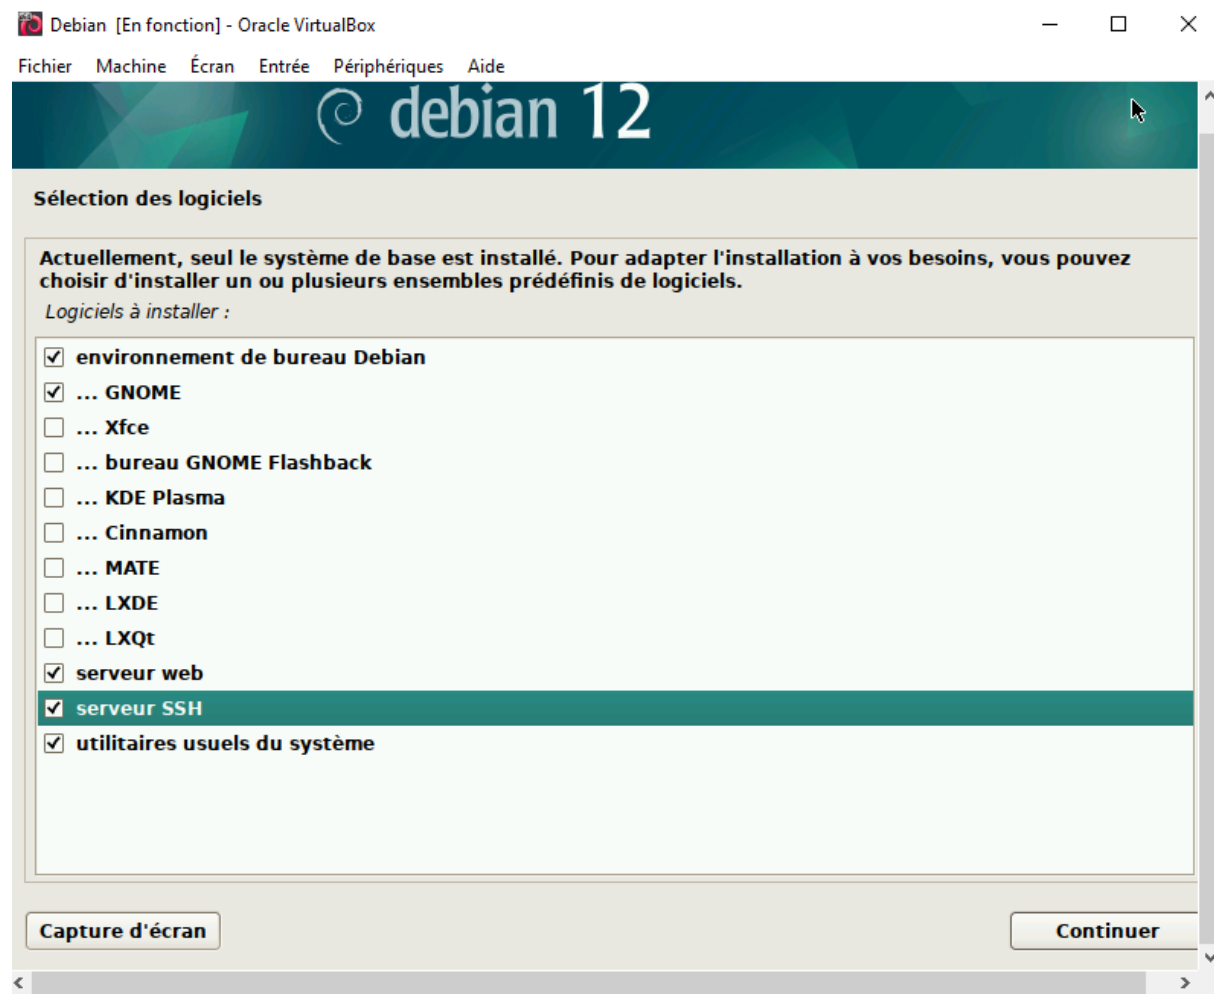 Debian [En fonction] - Oracle VirtualBox
Fichier Machine Écran Entrée Périphériques Aide
debian 12
Sélection des logiciels
Actuellement, seul le système de base est installé. Pour adapter l'installation à vos besoins, vous pouvez
choisir d'installer un ou plusieurs ensembles prédéfinis de logiciels.
Logiciels à installer :
environnement de bureau Debian
... GNOME
... Xfce
... bureau GNOME Flashback
... KDE Plasma
... Cinnamon
... MATE
... LXDE
... LXQt
serveur web
serveur SSH
utilitaires usuels du système
Capture d'écran Continuer